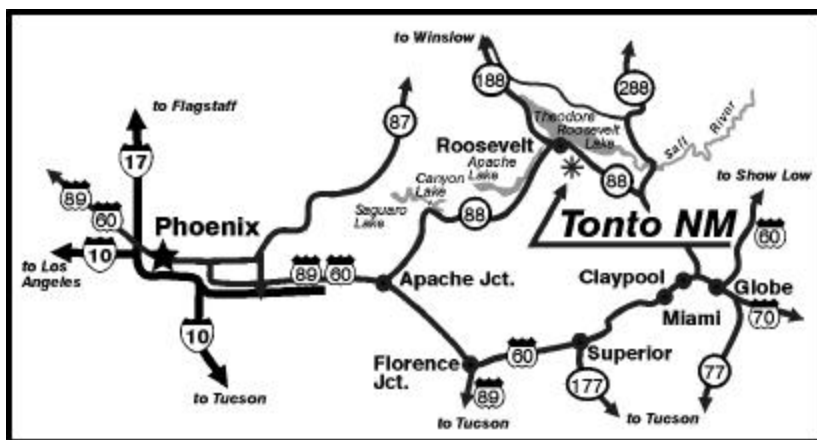 to Winslow
188
288
to Flagstaff
87
Theodore
Roosevelt
Lake
Salt
River
17
Roosevelt
Apache
Lake
Canyon
Lake
88
to Show Low
89
60
Saguaro
Lake
88
Phoenix
Tonto NM
60
10
to Los
Angeles
89
60
Apache Jct.
Claypool
Globe
Miami
70
10
Florence
Jct.
60
Superior
89
177
77
to Tucson
to Tucson
to Tucson